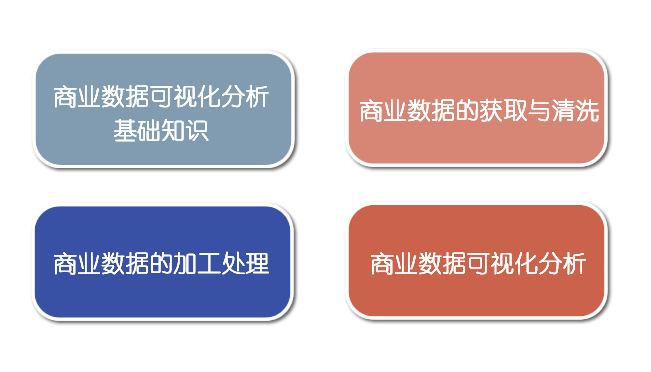 商业数据可视化分析
基础知识
商业数据的获取与清洗
商业数据的加工处理
商业数据可视化分析